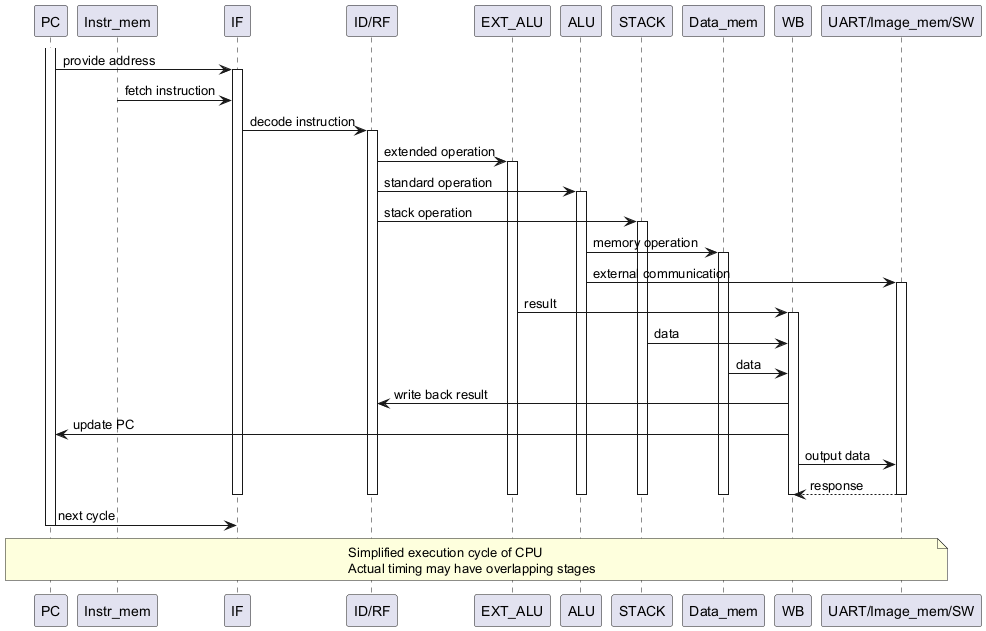 PC Instr_mem IF ID/RF EXT_ALU ALU STACK Data_mem WB UART/Image_mem/SW
provide address
fetch instruction
decode instruction
extended operation
standard operation
stack operation
memory operation
external communication
result
data
data
write back result
update PC
output data
response
next cycle
Simplified execution cycle of CPU
Actual timing may have overlapping stages
PC Instr_mem IF ID/RF EXT_ALU ALU STACK Data_mem WB UART/Image_mem/SW